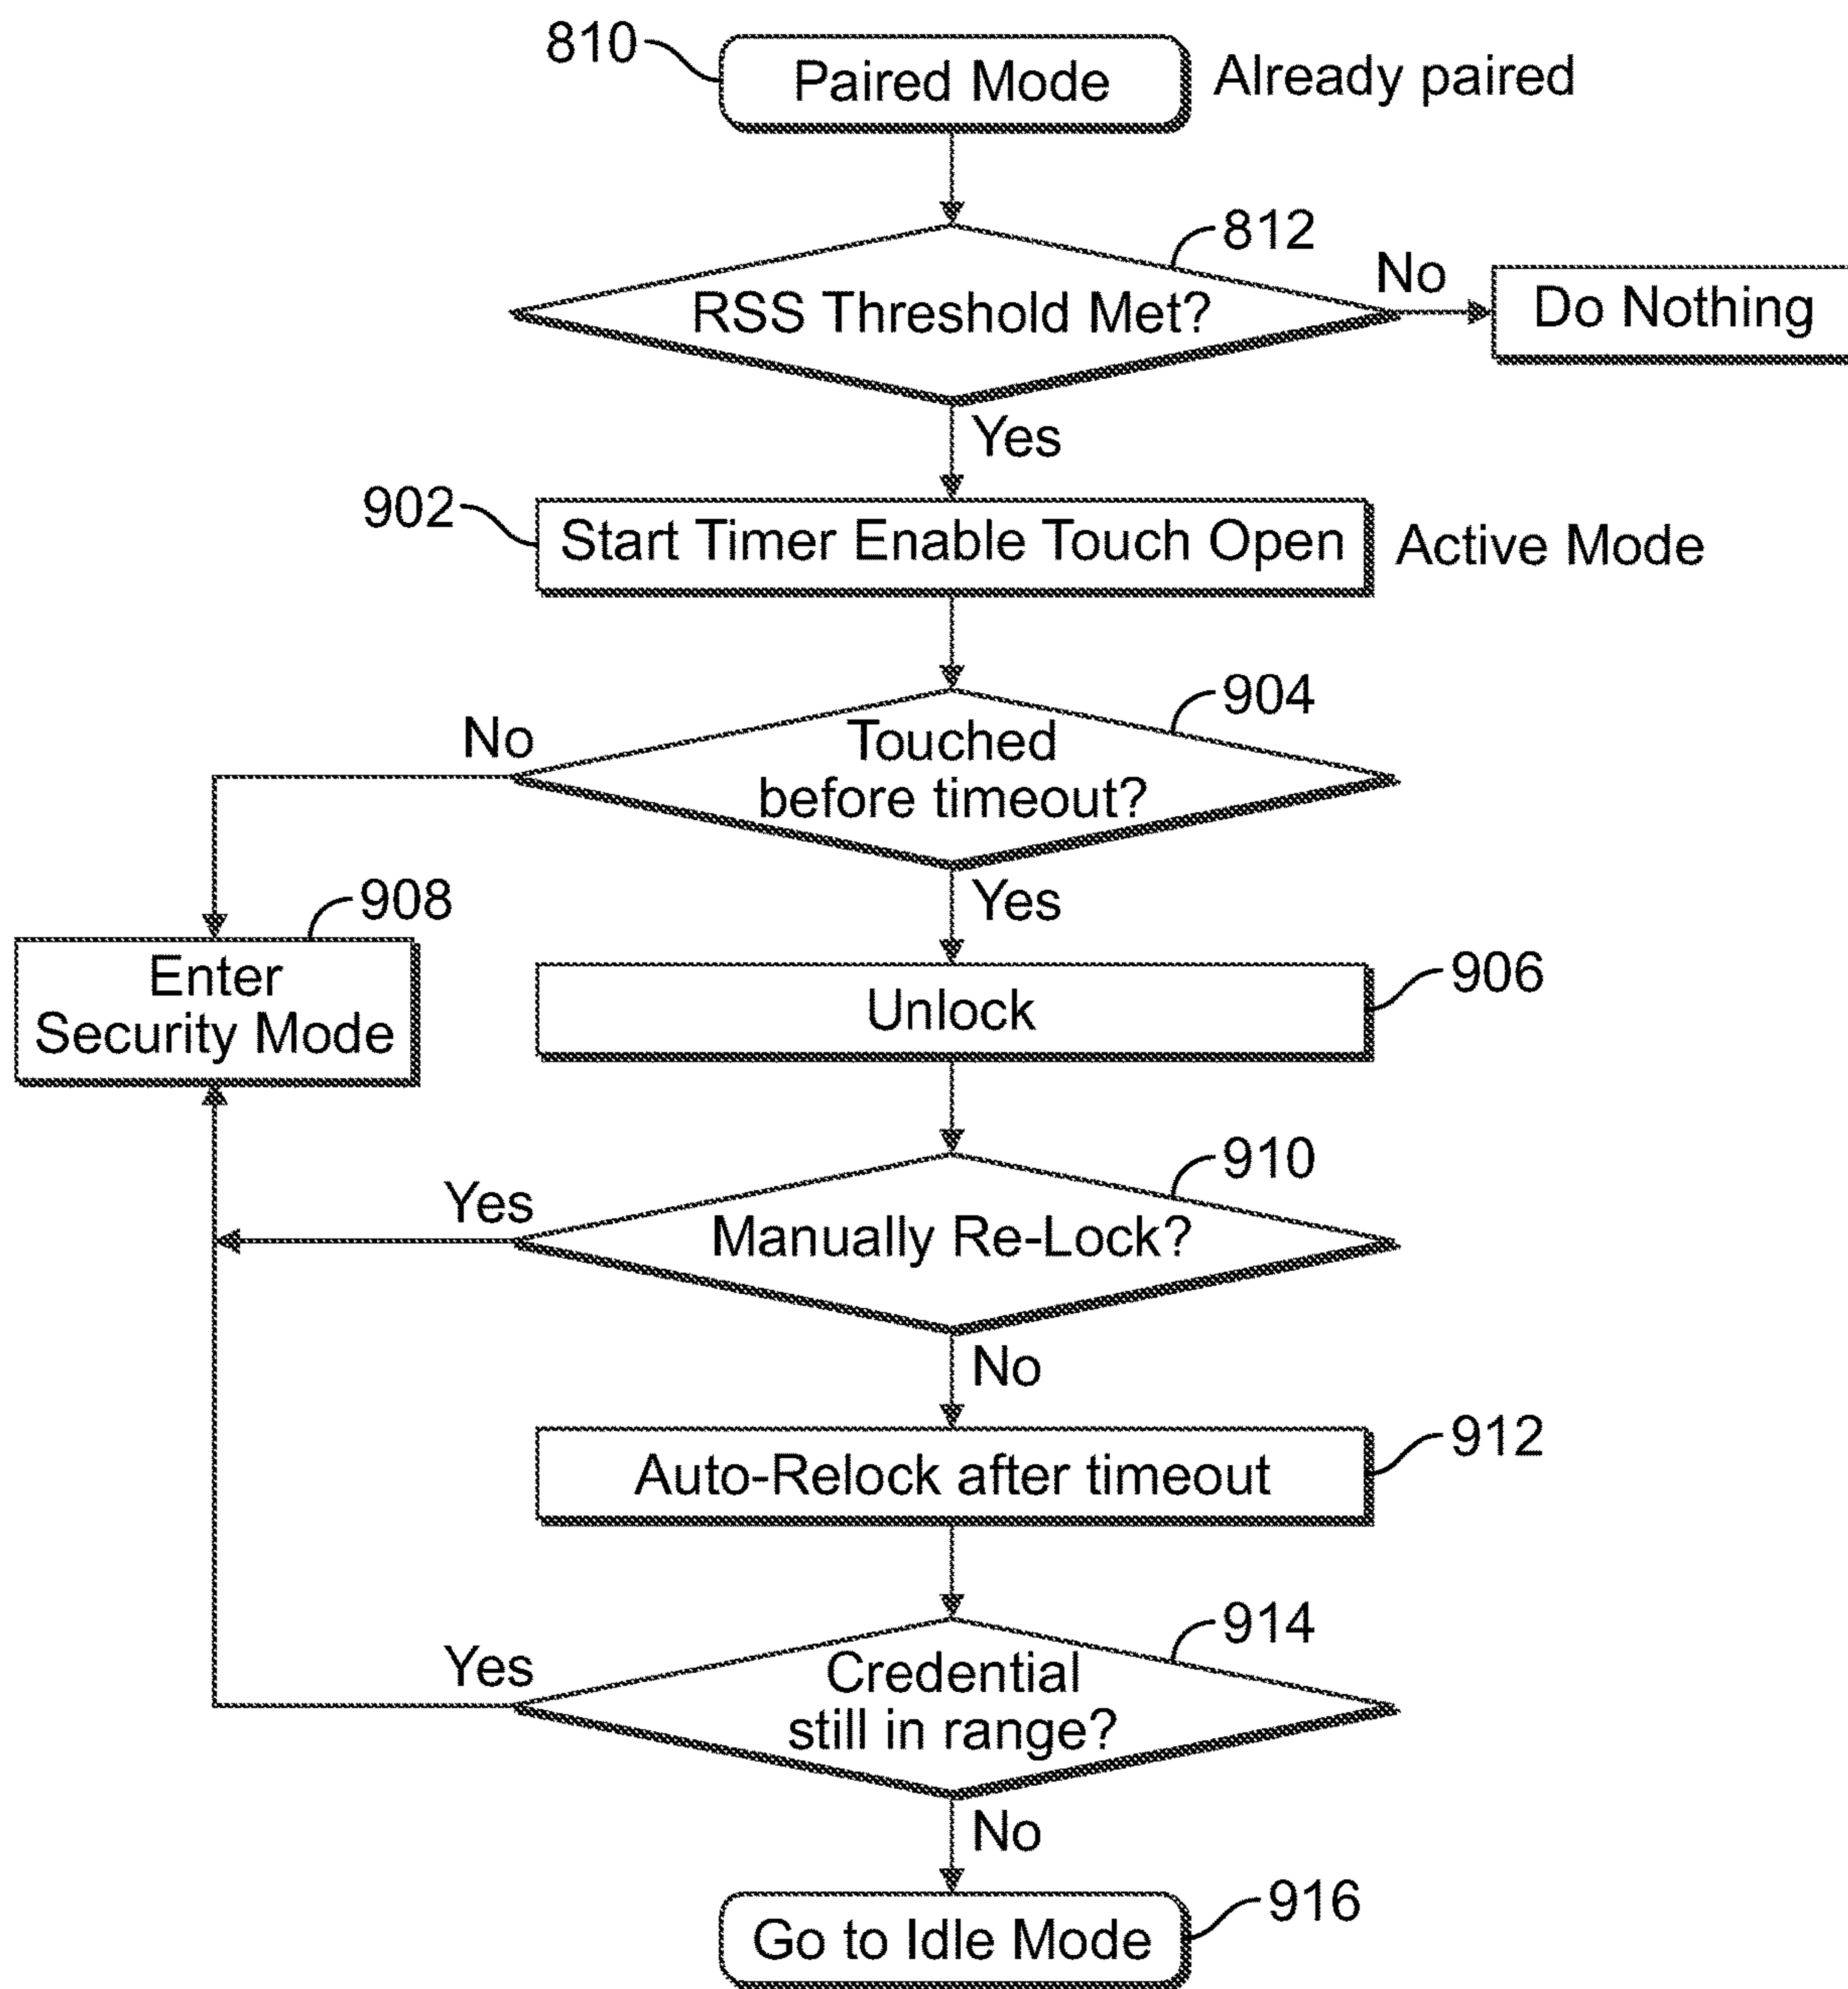 810
Paired Mode
Already paired
812
RSS Threshold Met?
No
Do Nothing
Yes
902
Start Timer Enable Touch Open
Active Mode
904
No
Touched
before timeout?
Yes
908
Enter
Security Mode
906
Unlock
910
Yes
Manually Re-Lock?
No
912
Auto-Relock after timeout
914
Yes
Credential
still in range?
No
916
Go to Idle Mode